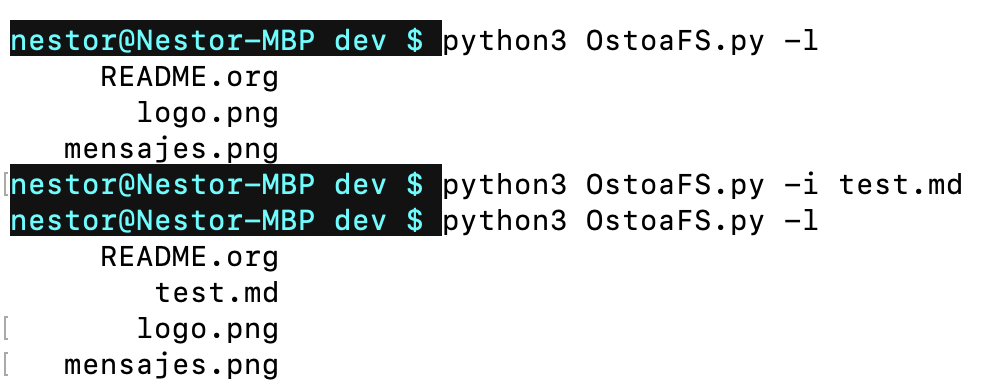 nestor@Nestor-MBP dev $ python3 OstoaFS.py -l
README.org
logo.png
mensajes.png
nestor@Nestor-MBP dev $ python3 OstoaFS.py -i test.md
nestor@Nestor-MBP dev $ python3 OstoaFS.py -l
README.org
test.md
logo.png
mensajes.png